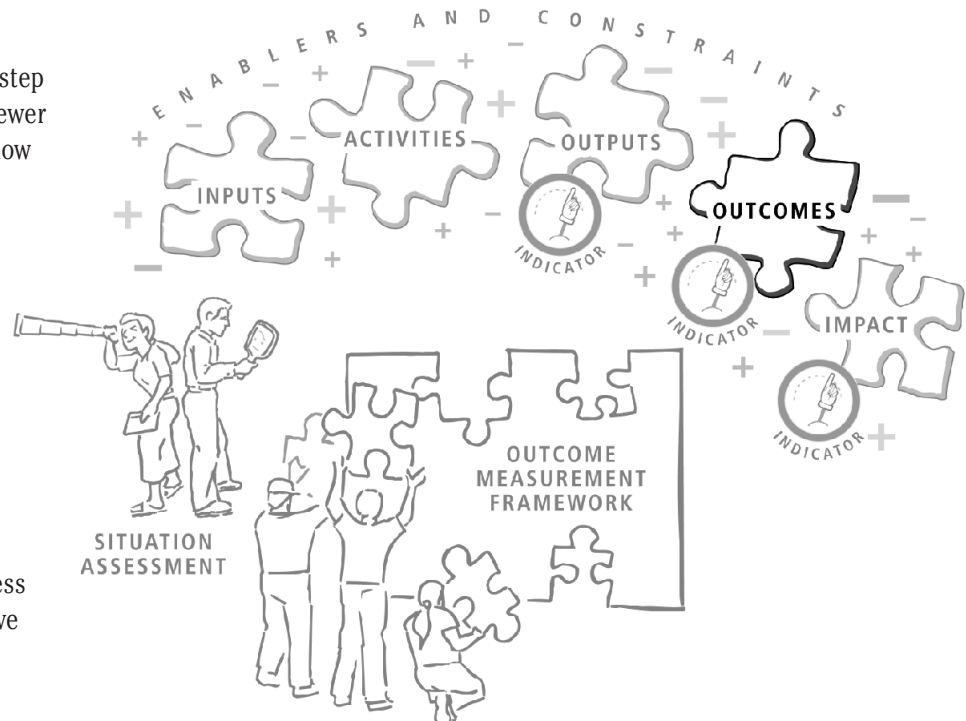 ENABLERS AND CONSTRAINTS
step
ewer
ow
ACTIVITIES
OUTPUTS
INPUTS
OUTCOMES
INDICATOR
INDICATOR
IMPACT
INDICATOR
OUTCOME
MEASUREMENT
FRAMEWORK
SITUATION
ASSESSMENT
ess
ve